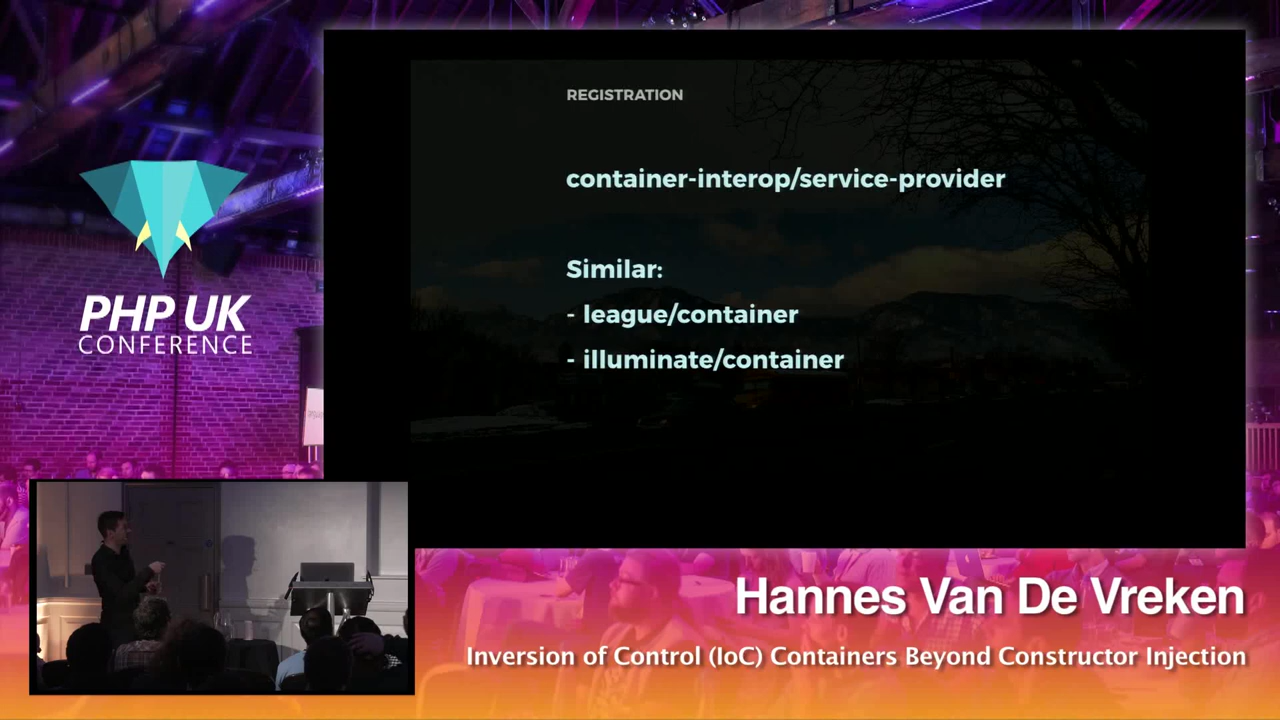 REGISTRATION
container-interop/service-provider
Similar:
- league/container
- illuminate/container
PHP UK
CONFERENCE
Hannes Van De Vreken
Inversion of Control (IoC) Containers Beyond Constructor Injection